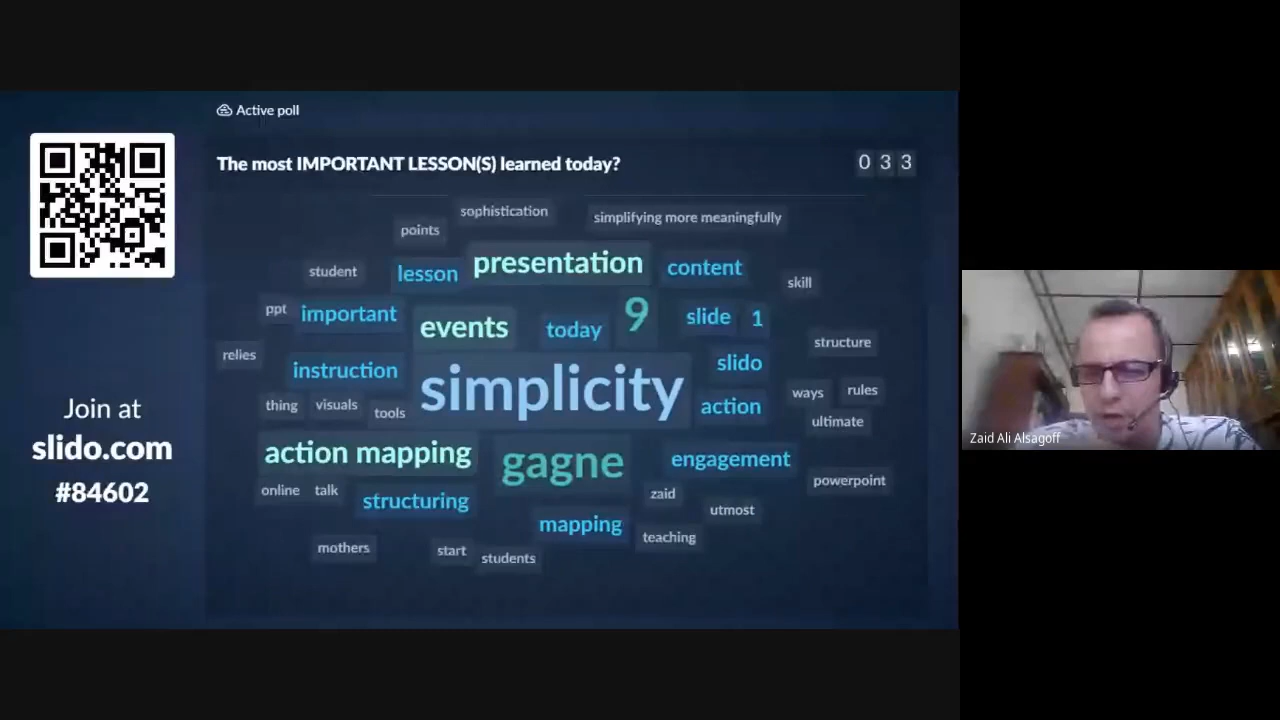 Active poll
The most IMPORTANT LESSON(S) learned today?
033
sophistication
simplifying more meaningfully
points
student
lesson
presentation
content
skill
ppt
important
events
today
9
slide
1
structure
relies
instruction
simplicity
slido
action
ways
rules
thing
visuals
tools
ultimate
action mapping
gagne
engagement
powerpoint
online
talk
structuring
zaid
utmost
mapping
teaching
mothers
start
students
Join at
slido.com
#84602
Zaid Ali Alsagoff